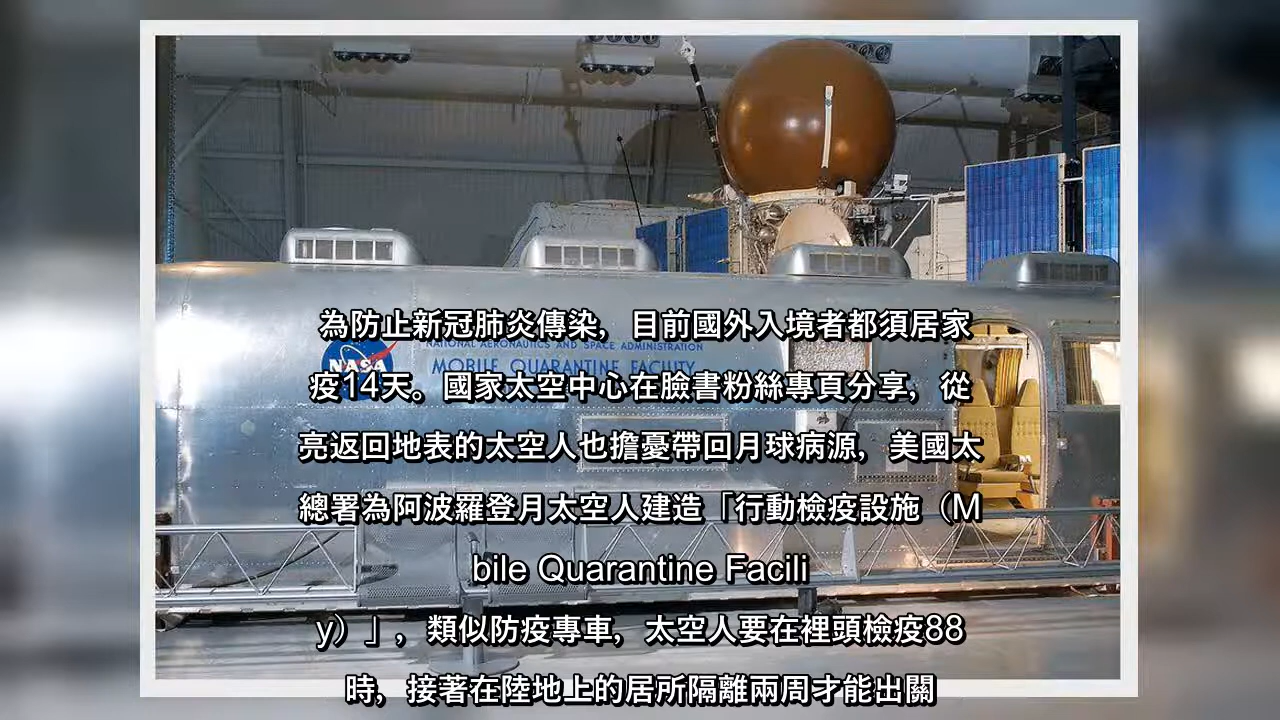 NASA
NATIONAL AERONAUTICS AND SPACE ADMINISTRATION
MOBILE QUARANTINE FACILITY
為防止新冠肺炎傳染，目前國外入境者都須居家
疫14天。國家太空中心在臉書粉絲專頁分享，從
亮返回地表的太空人也擔憂帶回月球病源，美國太
總署為阿波羅登月太空人建造「行動檢疫設施（M
bile Quarantine Facili
y）」，類似防疫專車，太空人要在裡頭檢疫88
時，接著在陸地上的居所隔離兩周才能出關